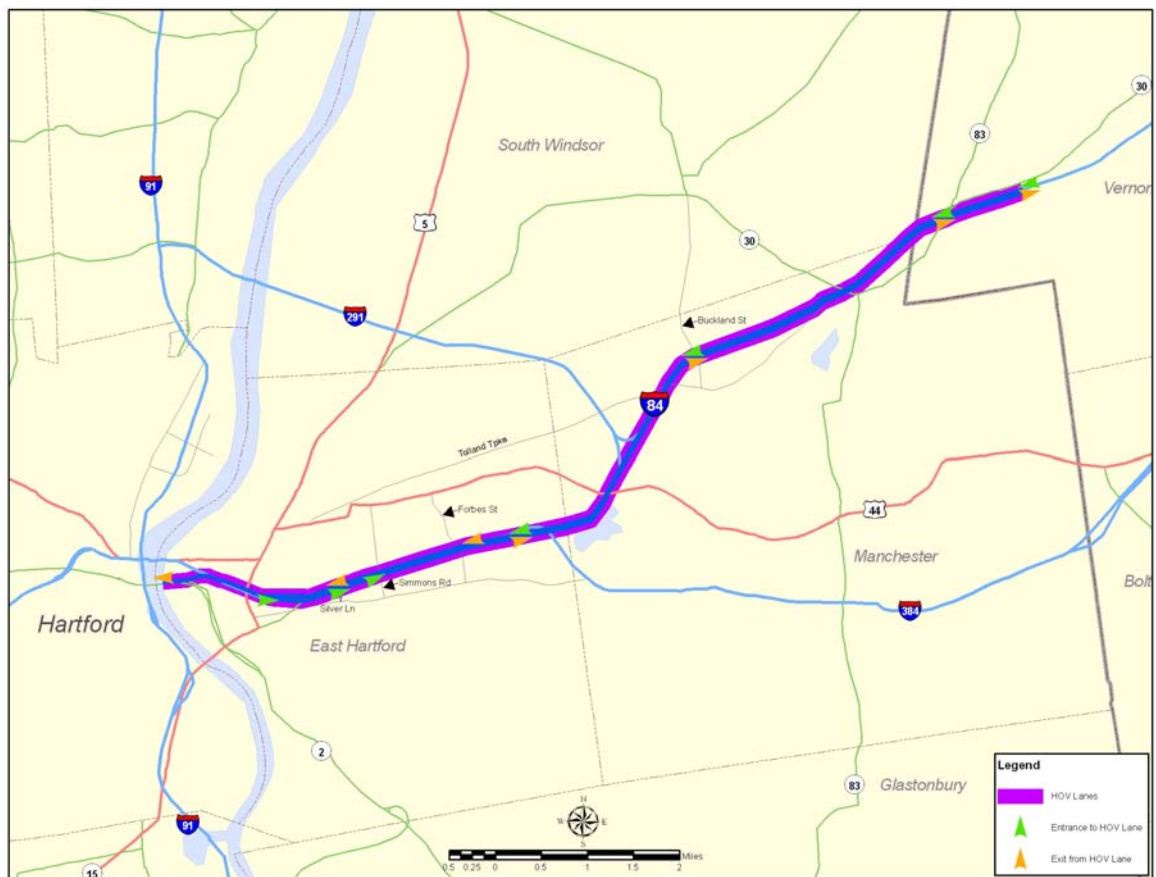 30
83
South Windsor
Vernon
91
5
30
291
Buckland St
84
Tolland Tpke
Forbes St
44
Manchester
Simmons Rd
Bolt
Silver Ln
384
Hartford
East Hartford
2
Glastonbury
83
91
15
N
W E
S
0.5 0.25 0 0.5 1 1.5 2
Miles
Legend
HOV Lanes
Entrance to HOV Lane
Exit from HOV Lane